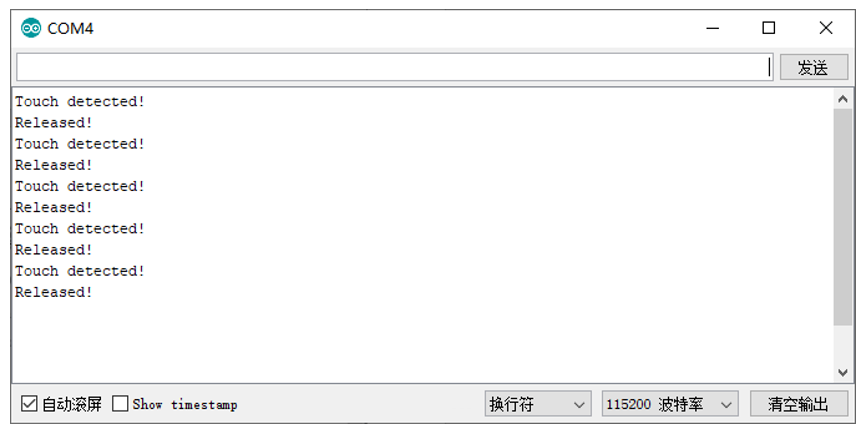 COM4
发送
Touch detected!
Released!
Touch detected!
Released!
Touch detected!
Released!
Touch detected!
Released!
Touch detected!
Released!
自动滚屏 Show timestamp 换行符 115200 波特率 清空输出